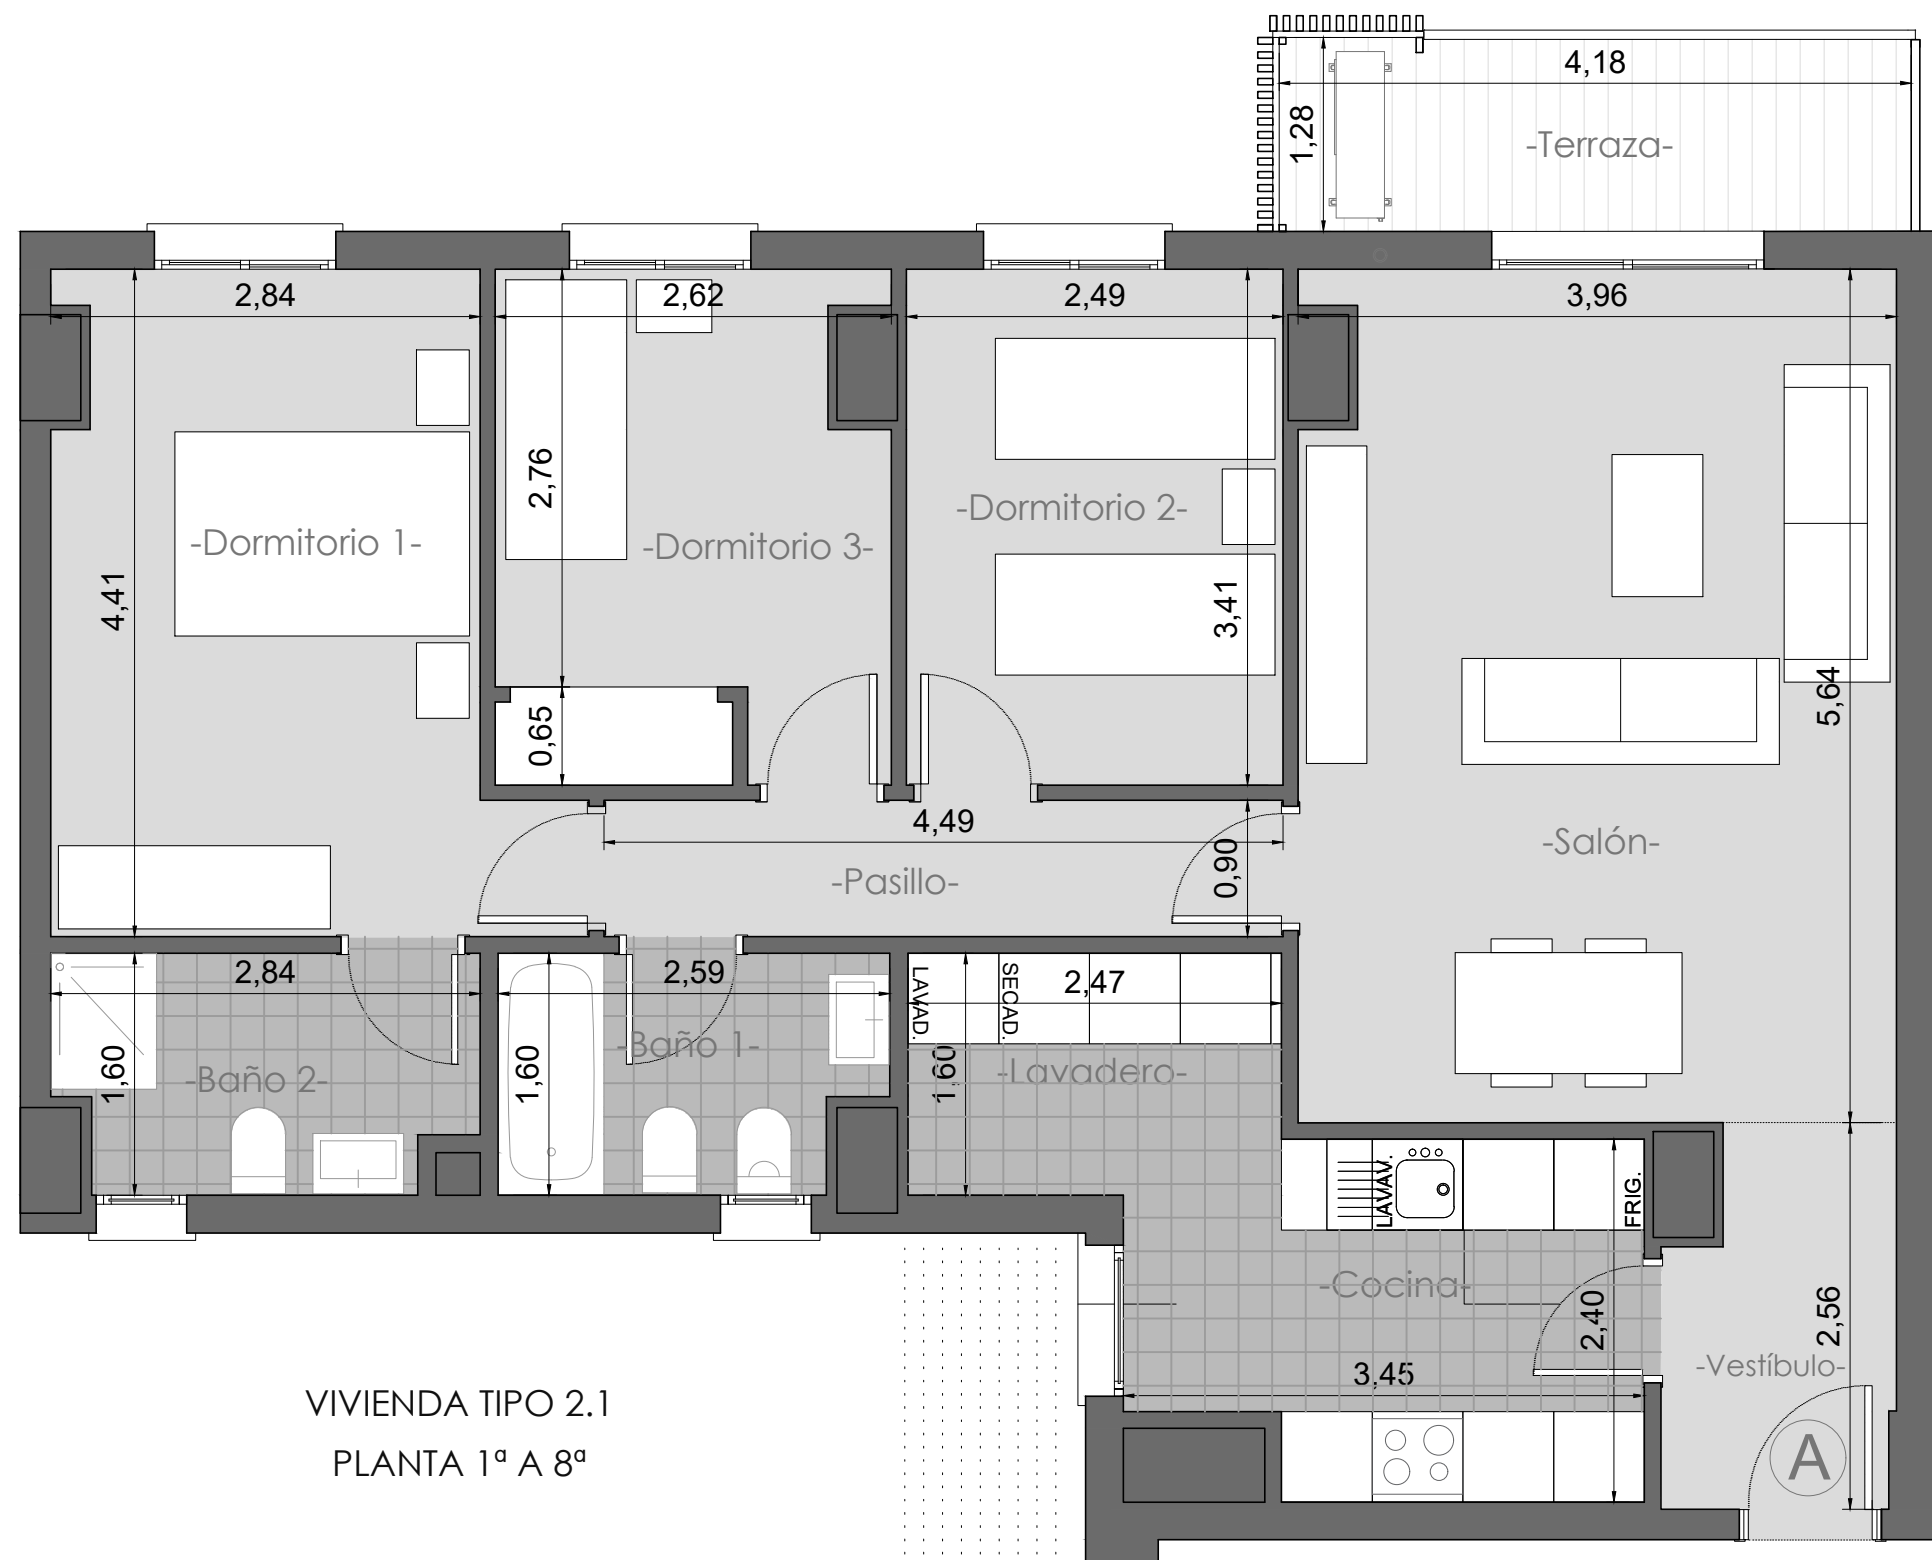 4,18
1,28
-Terraza-
2,84
2,62
2,49
3,96
2,76
-Dormitorio 1-
-Dormitorio 3-
-Dormitorio 2-
4,41
3,41
5,64
0,65
4,49
-Pasillo-
0,90
-Salón-
2,84
2,59
LAVAD.
SECAD.
2,47
1,60
-Baño 2-
1,60
-Baño 1-
1,60
-Lavadero-
LAVAV.
FRIG.
-Cocina-
2,40
2,56
3,45
-Vestíbulo-
A
VIVIENDA TIPO 2.1
PLANTA 1ª A 8ª